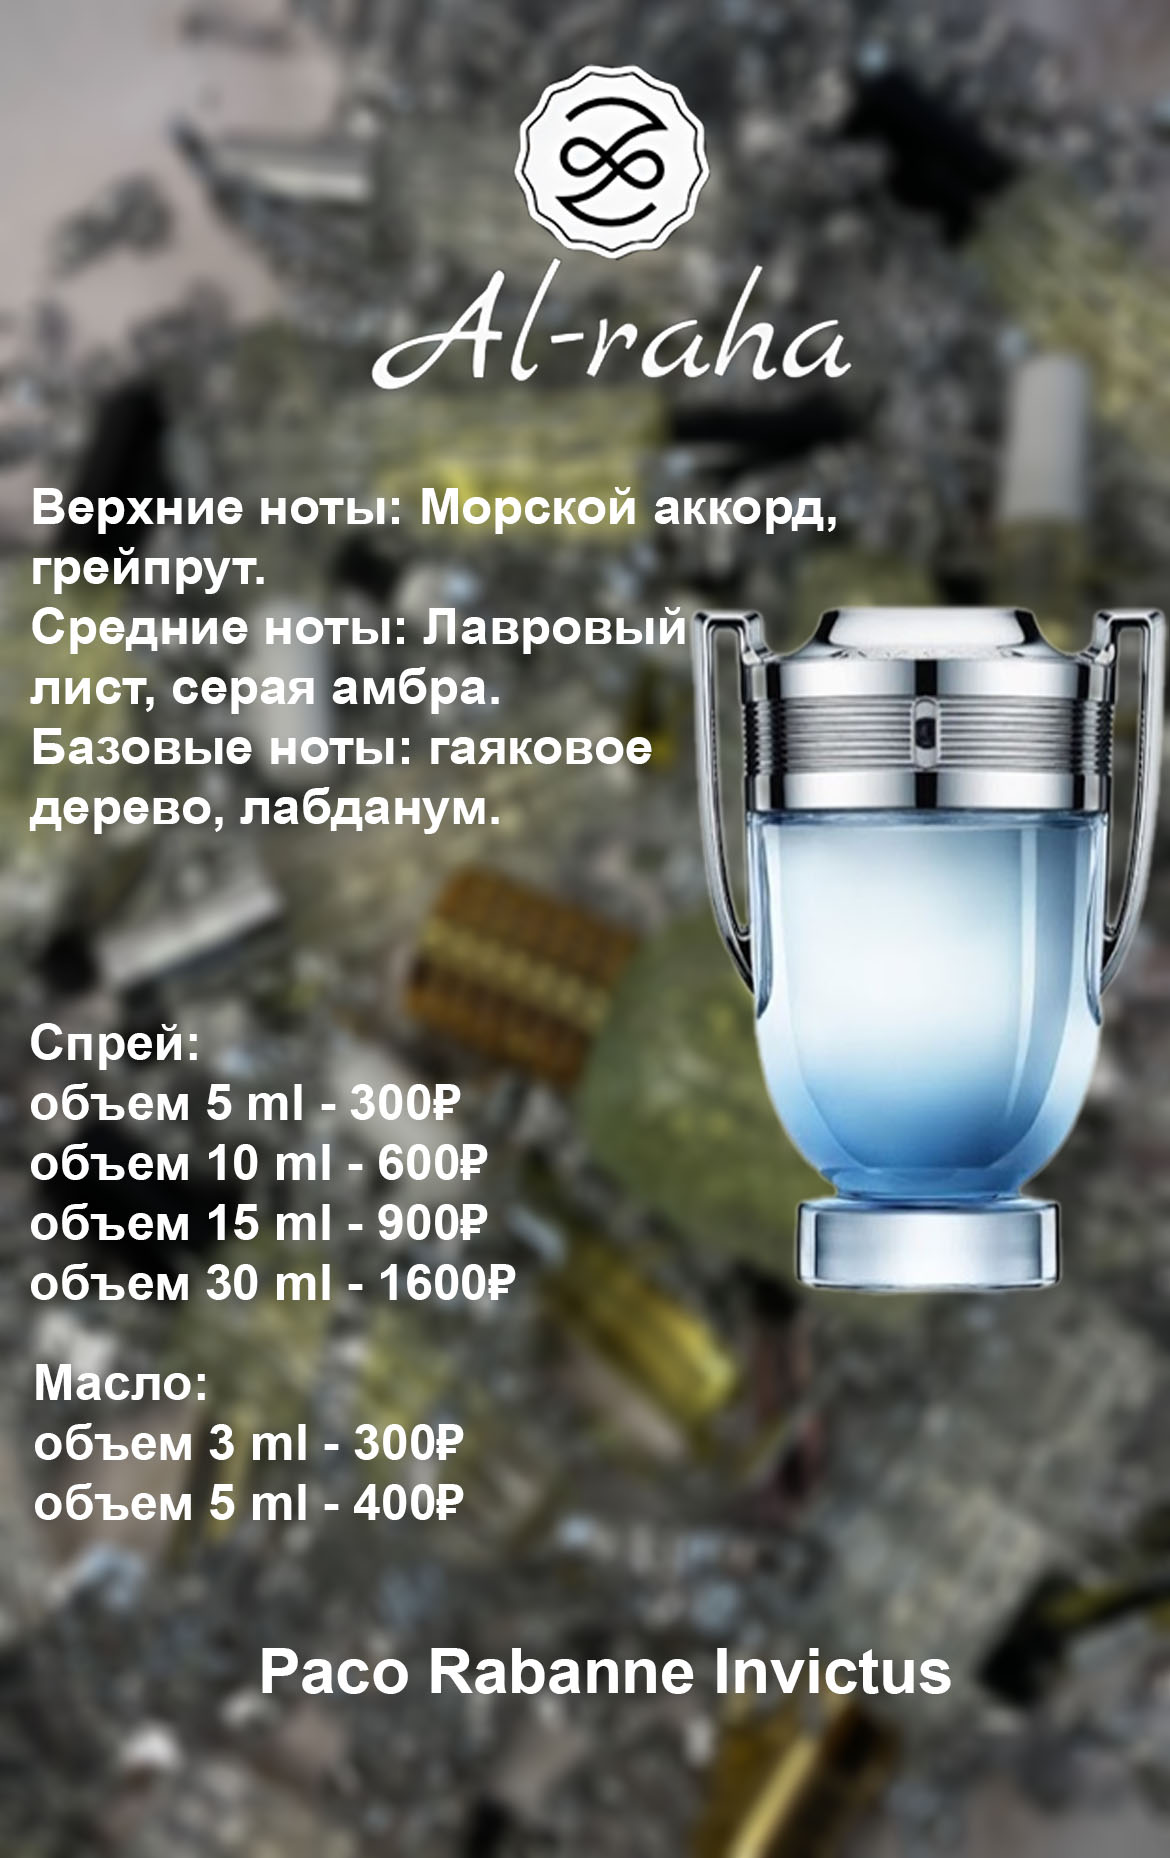 Al-raha
Верхние ноты: Морской аккорд,
грейпрут.
Средние ноты: Лавровый
лист, серая амбра.
Базовые ноты: гаяковое
дерево, лабданум.
Спрей:
объем 5 ml - 300₽
объем 10 ml - 600₽
объем 15 ml - 900₽
объем 30 ml - 1600₽
Масло:
объем 3 ml - 300₽
объем 5 ml - 400₽
Paco Rabanne Invictus